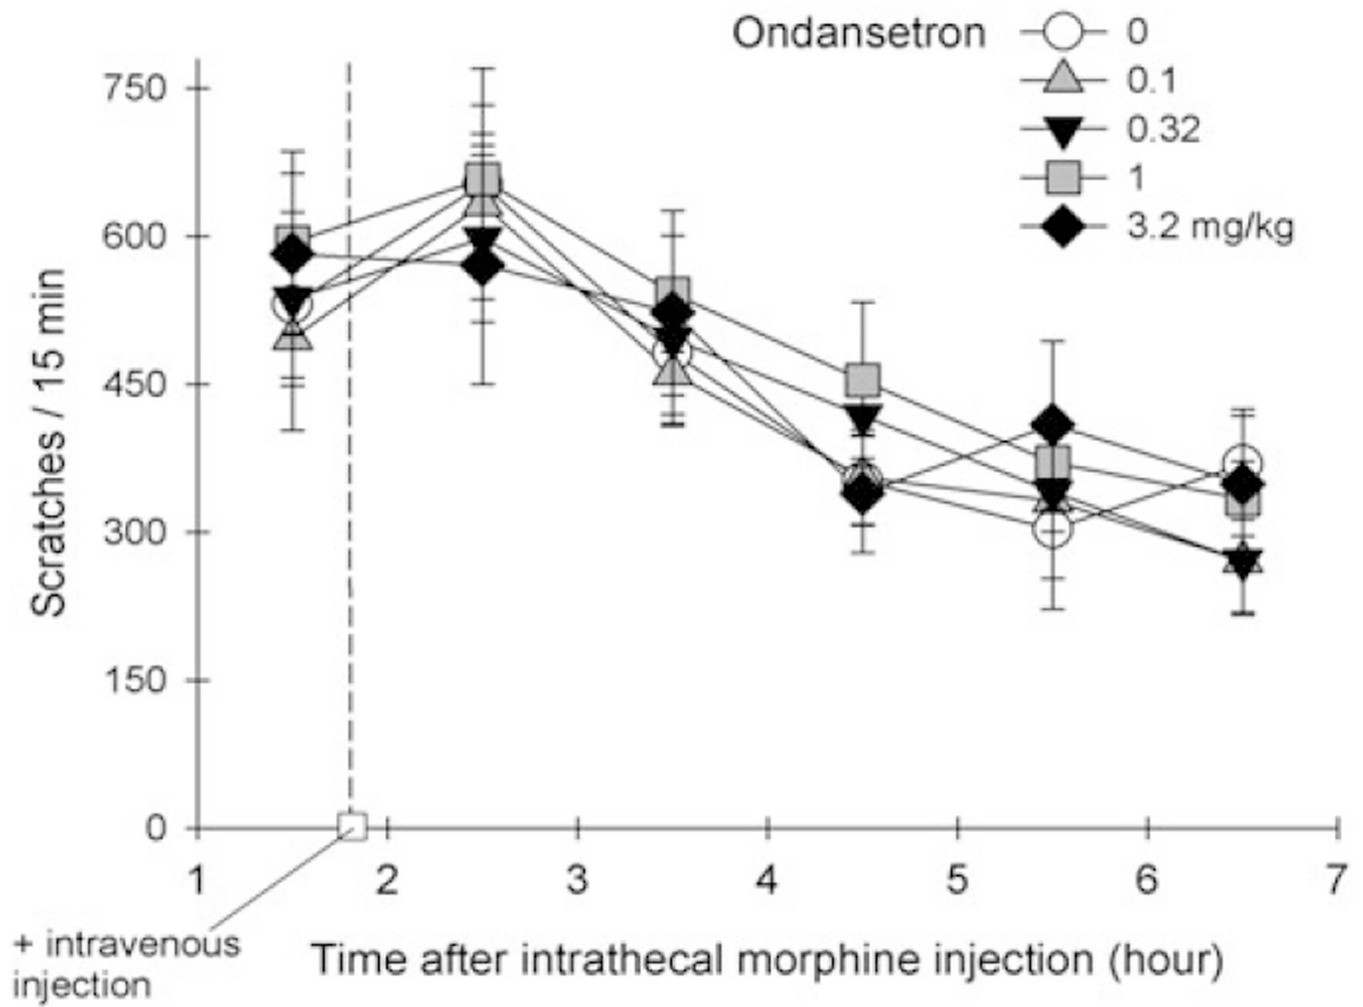 Ondansetron
0
0.1
0.32
1
3.2 mg/kg
750
600
450
300
150
0
Scratches / 15 min
1 2 3 4 5 6 7
+ intravenous
injection
Time after intrathecal morphine injection (hour)